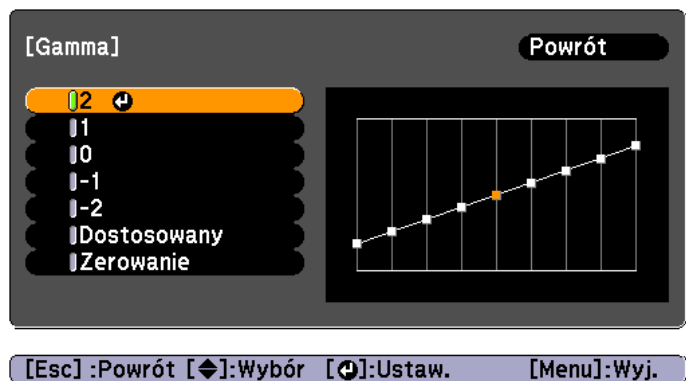 [Gamma]
Powrót
2
1
0
-1
-2
Dostosowany
Zerowanie
[Esc] :Powrót [◆]:Wybór [↵]:Ustaw. [Menu]:Wyj.